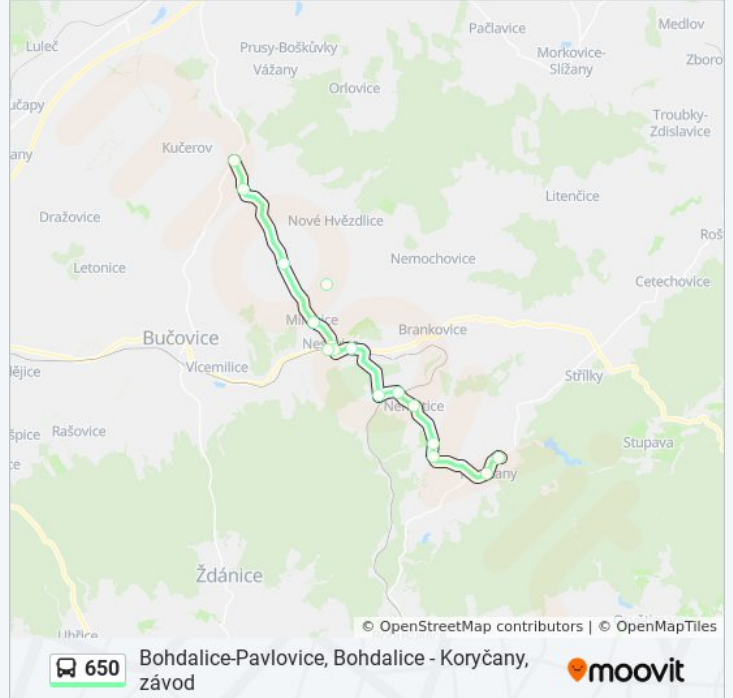 Medlov
Pačlavice
Luleč
Prusy-Boškůvky
Vážany
Morkovice-
Slížany
Zboro
Orlovice
učapy
Troubky-
Zdislavice
Kučerov
any
Litenčice
Dražovice
Nové Hvězdlice
Roš
Nemochovice
Letonice
Cetechovice
Brankovice
Bučovice
Vícemilice
ějice
Střílky
špice
Rašovice
Stupava
ce
Ždánice
Uhřice
© OpenStreetMap contributors | © OpenMapTiles
650
Bohdalice-Pavlovice, Bohdalice - Koryčany,
závod
moovit